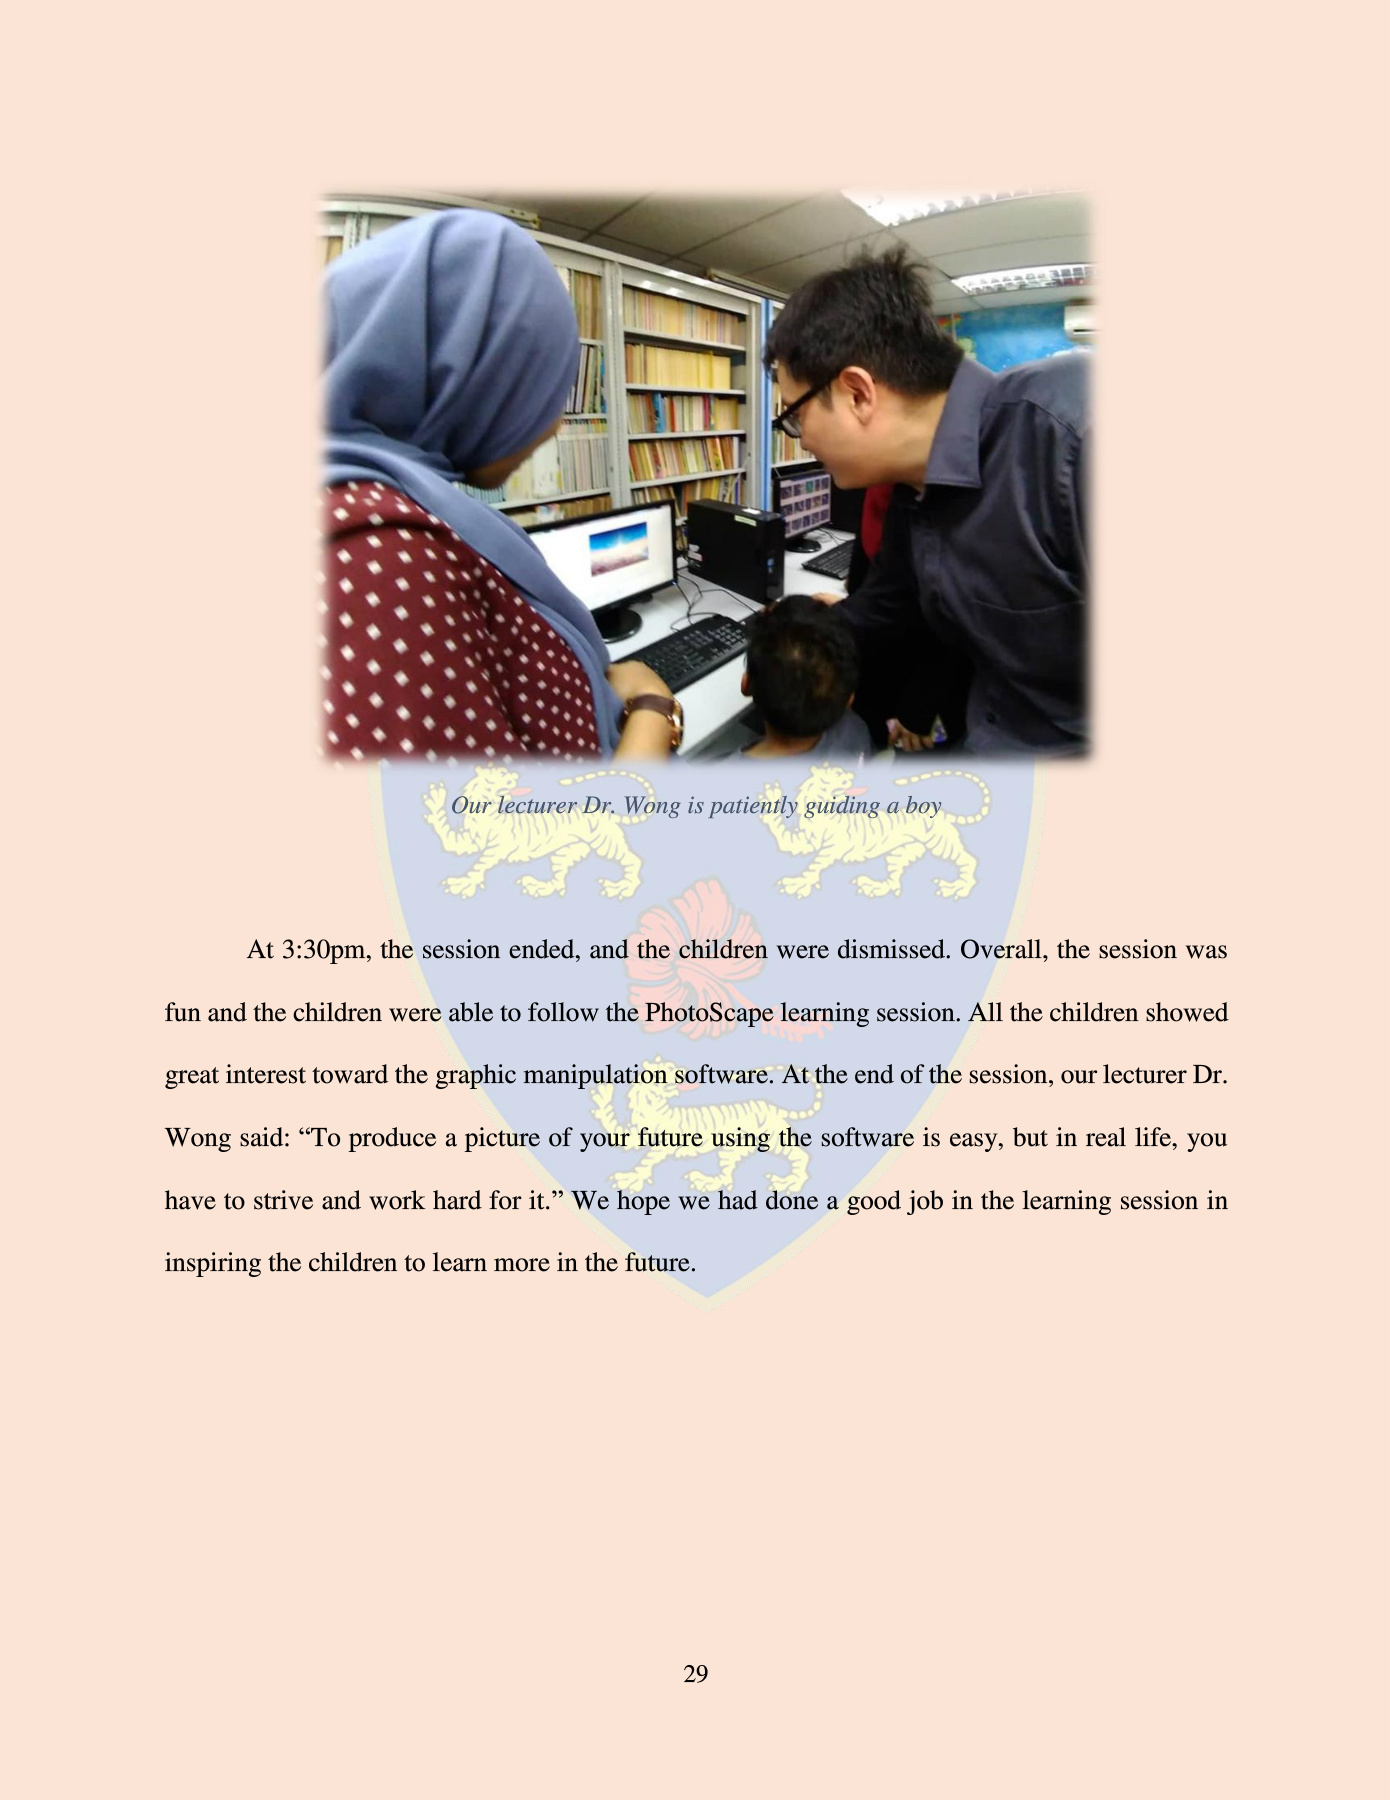 Our lecturer Dr. Wong is patiently guiding a boy
At 3:30pm, the session ended, and the children were dismissed. Overall, the session was
fun and the children were able to follow the PhotoScape learning session. All the children showed
great interest toward the graphic manipulation software. At the end of the session, our lecturer Dr.
Wong said: “To produce a picture of your future using the software is easy, but in real life, you
have to strive and work hard for it.” We hope we had done a good job in the learning session in
inspiring the children to learn more in the future.
29